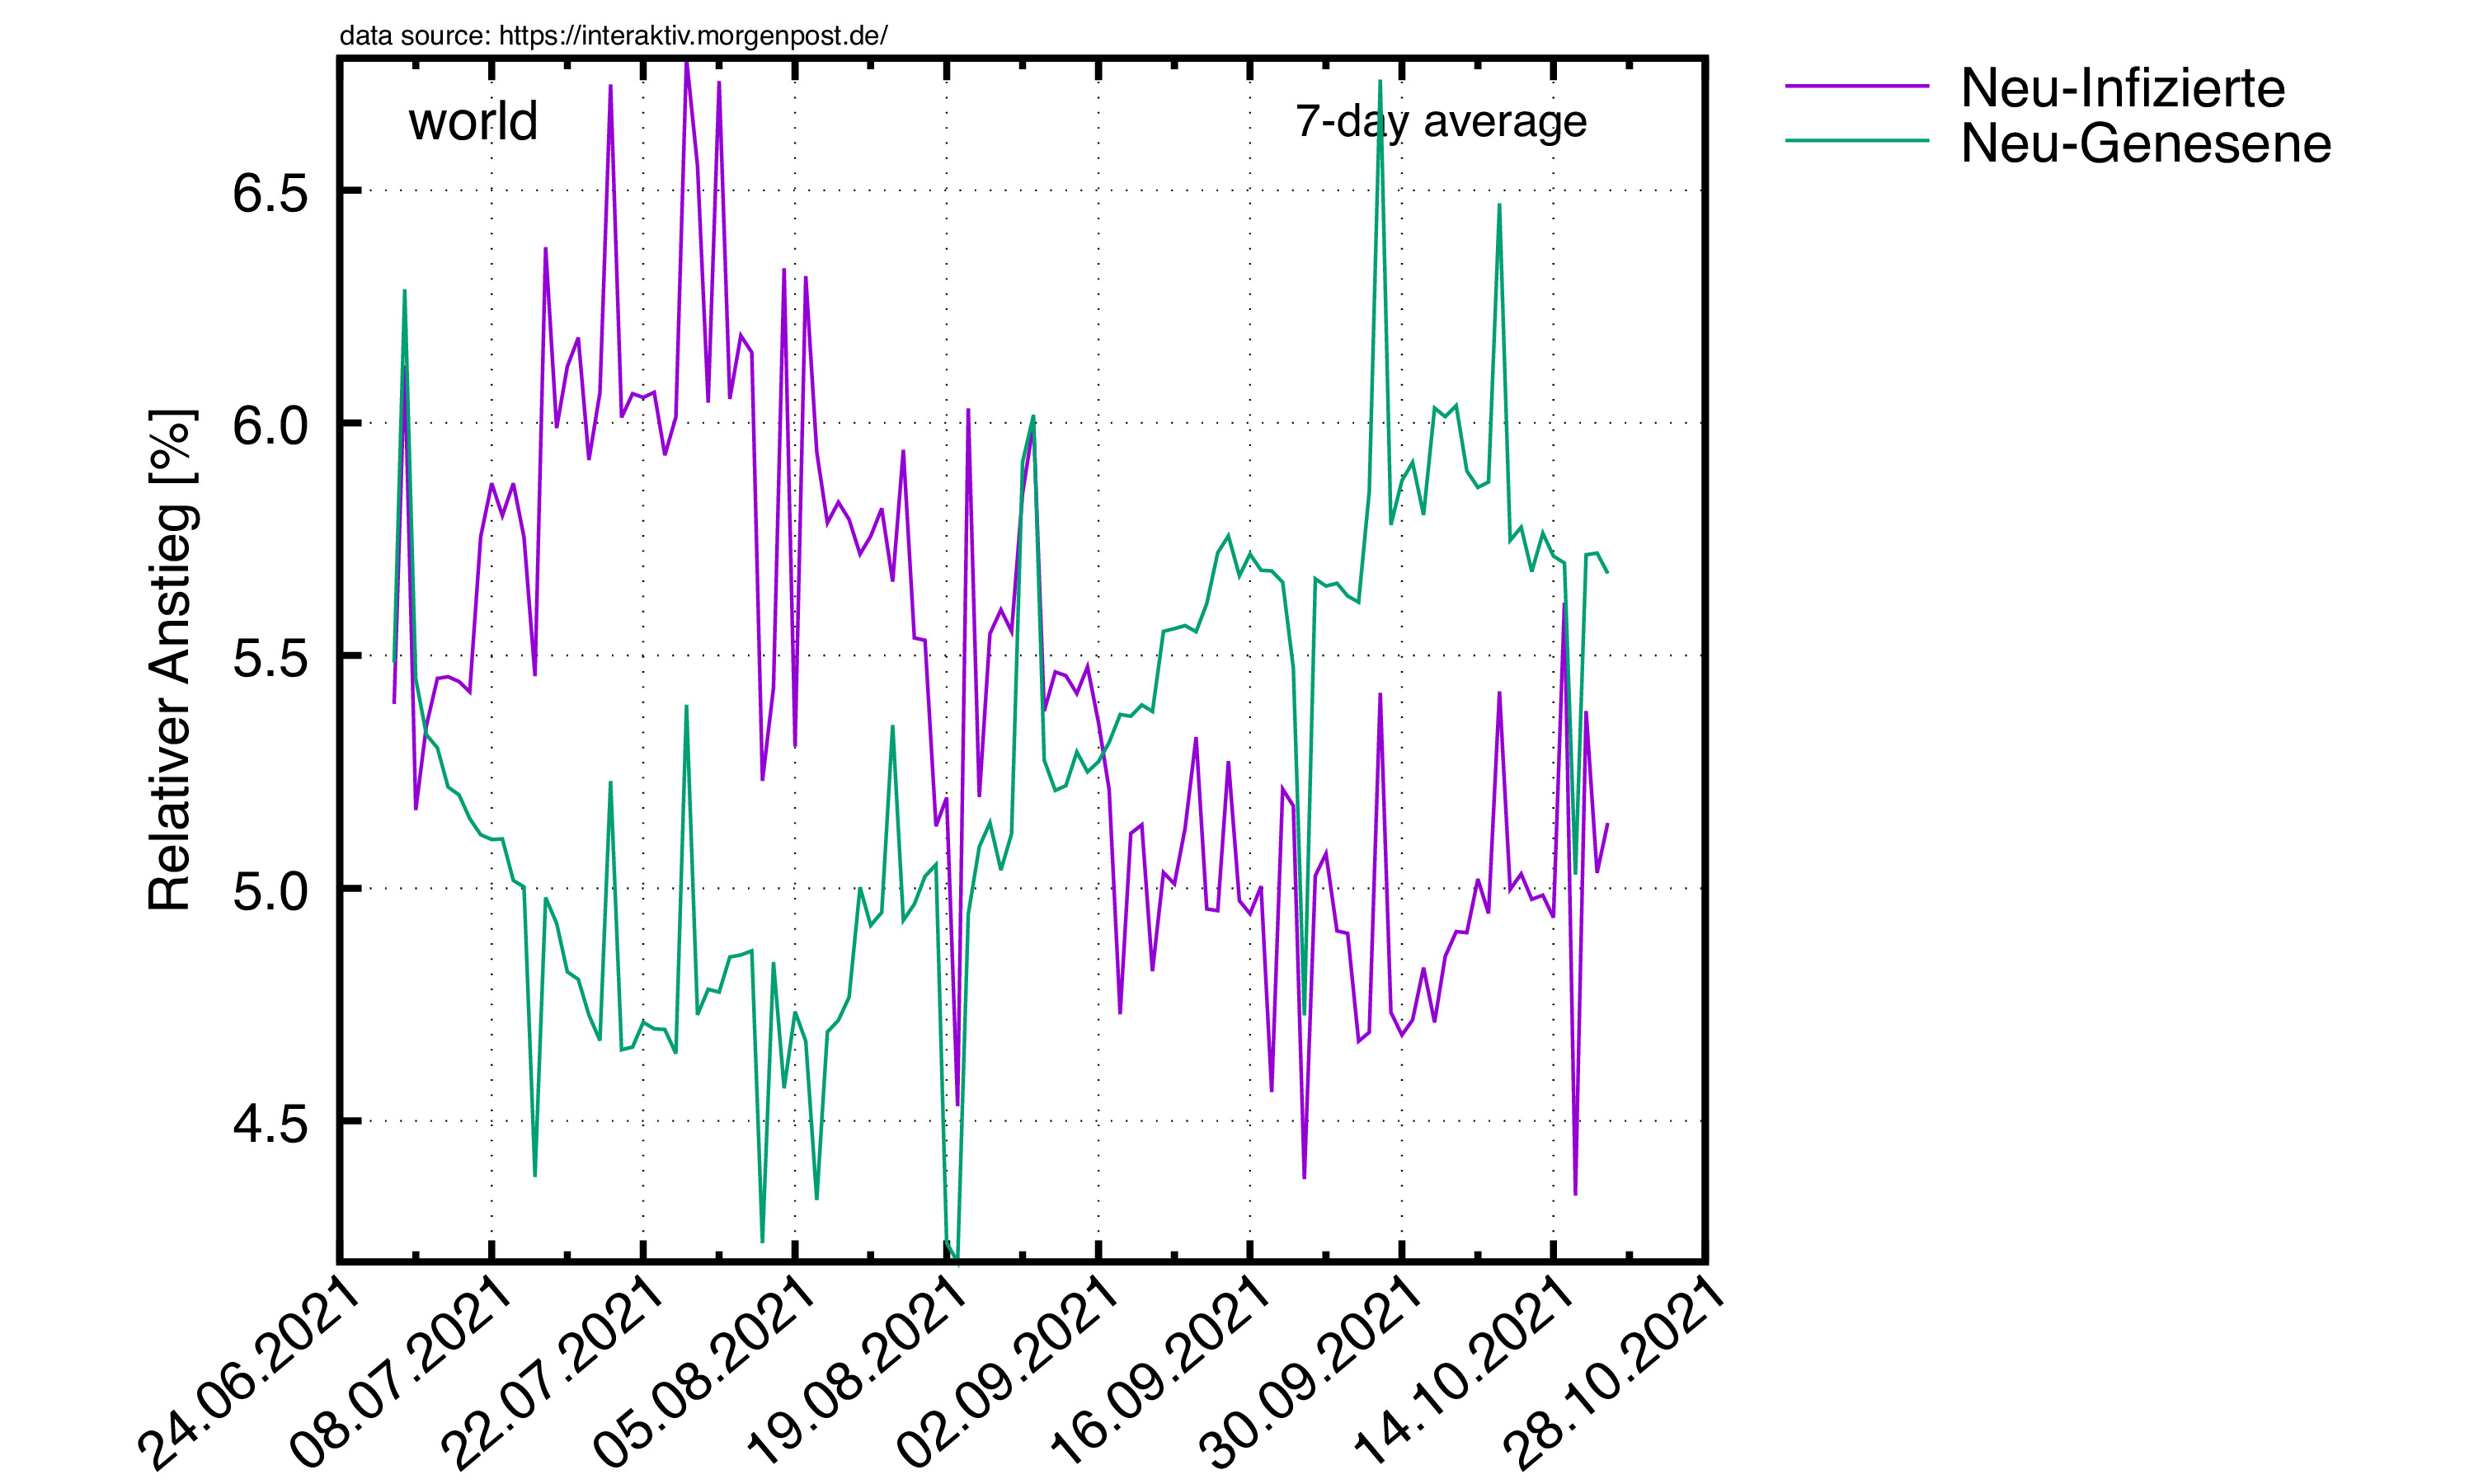 data source: https://interaktiv.morgenpost.de/
world
7-day average
Neu-Infizierte
Neu-Genesene
Relativer Anstieg [%]
6.5
6.0
5.5
5.0
4.5
24.06.2021
08.07.2021
22.07.2021
05.08.2021
19.08.2021
02.09.2021
16.09.2021
30.09.2021
14.10.2021
28.10.2021